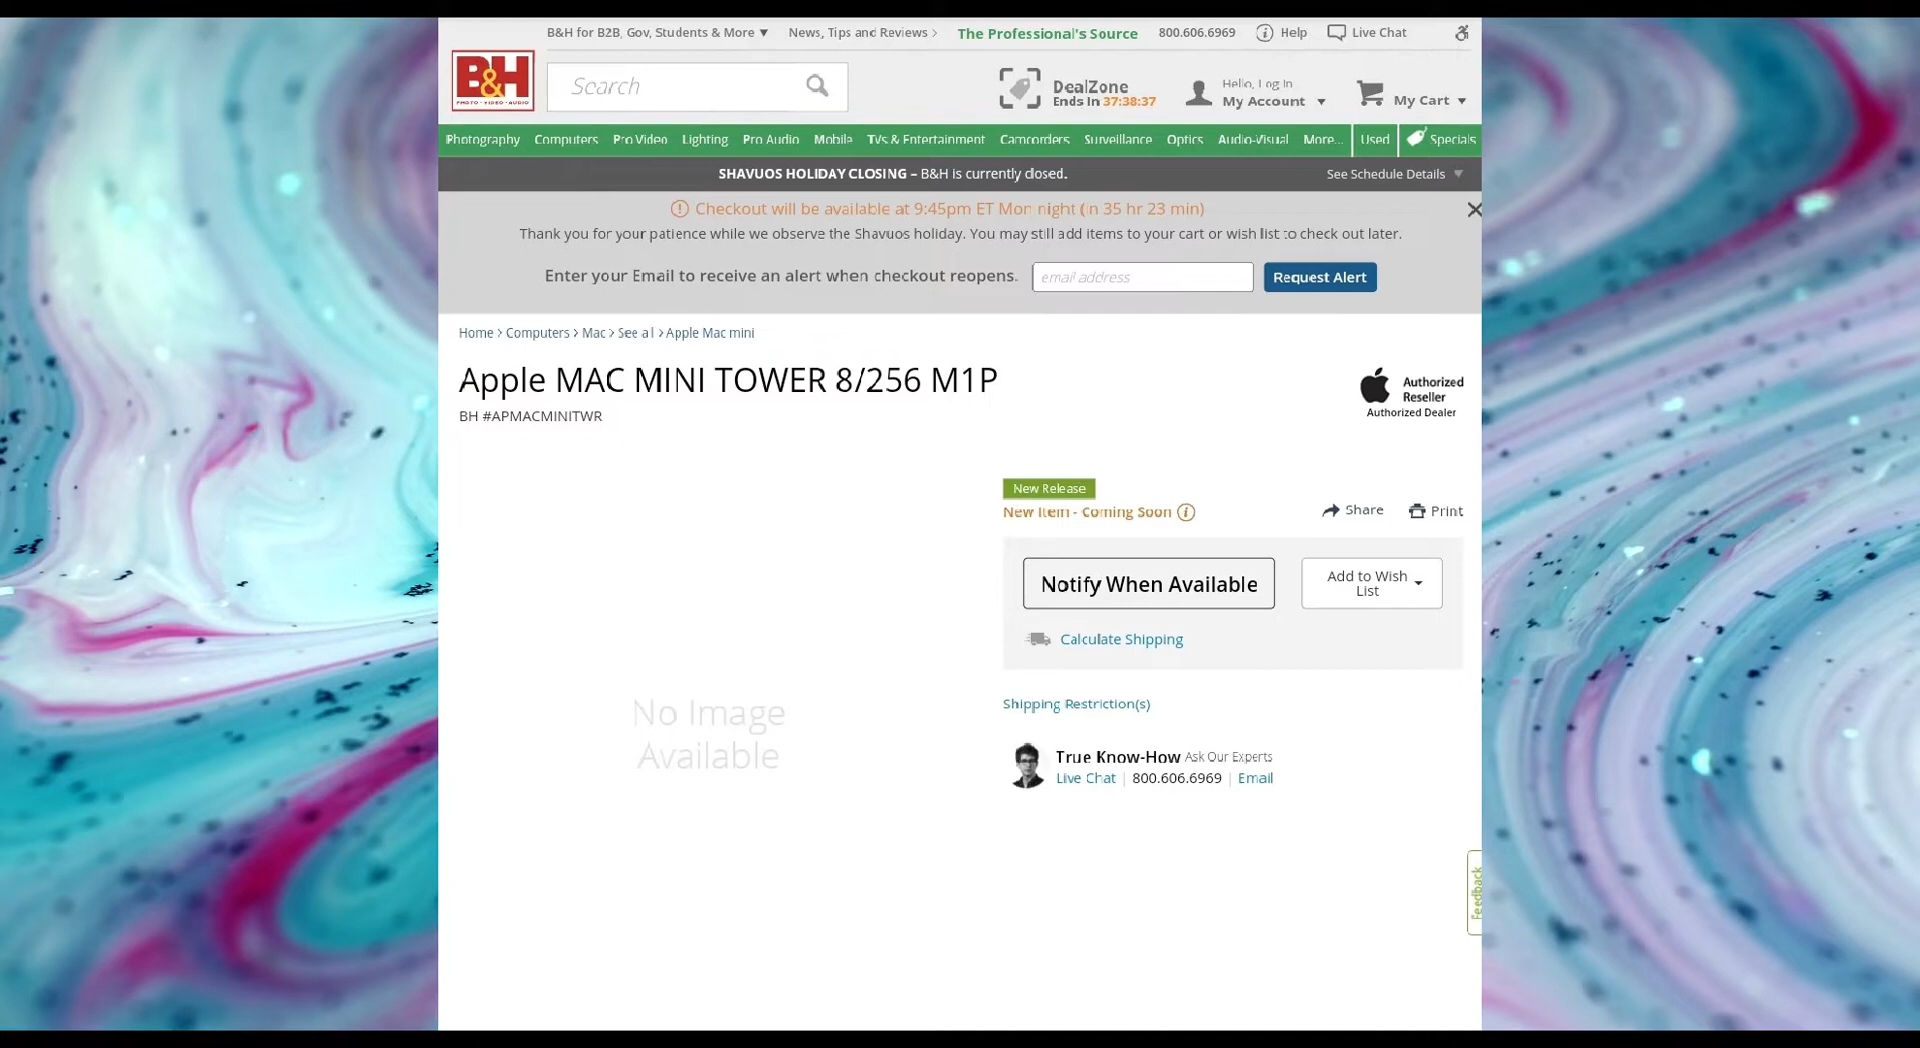 B&H for B2B, Gov, Students & More ▼ News, Tips and Reviews > The Professional's Source 800.606.6969 Help Live Chat
B&H
PHOTO · VIDEO · AUDIO
Search
DealZone
Ends In 37:38:37
Hello, Log In
My Account
My Cart
Photography Computers Pro Video Lighting Pro Audio Mobile TVs & Entertainment Camcorders Surveillance Optics Audio-Visual More... Used Specials
SHAVUOS HOLIDAY CLOSING – B&H is currently closed. See Schedule Details
Checkout will be available at 9:45pm ET Mon night (in 35 hr 23 min)
Thank you for your patience while we observe the Shavuos holiday. You may still add items to your cart or wish list to check out later.
Enter your Email to receive an alert when checkout reopens. email address Request Alert
Home > Computers > Mac > See all > Apple Mac mini
Apple MAC MINI TOWER 8/256 M1P
BH #APMACMINITWR
Authorized
Reseller
Authorized Dealer
New Release
New Item - Coming Soon
Share Print
Notify When Available
Add to Wish
List
Calculate Shipping
Shipping Restriction(s)
No Image
Available
True Know-How Ask Our Experts
Live Chat | 800.606.6969 | Email
Feedback